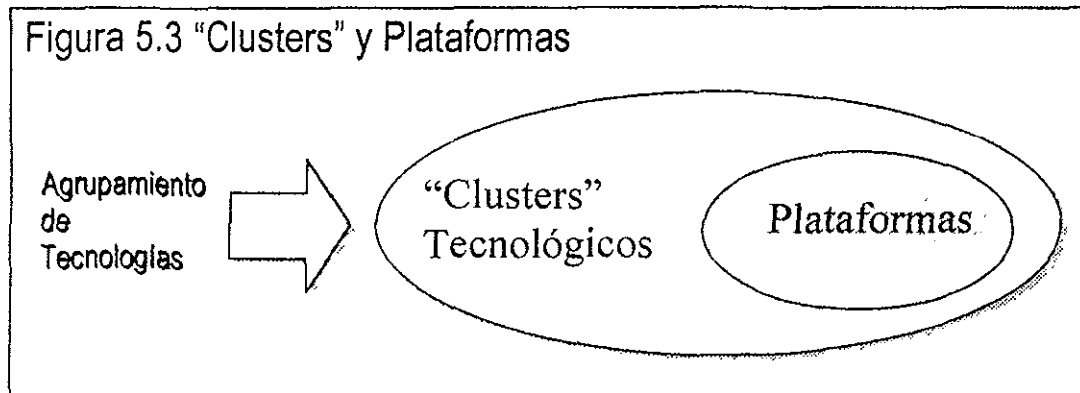 Figura 5.3 “Clusters” y Plataformas
Agrupamiento
de
Tecnologías
“Clusters”
Tecnológicos
Plataformas